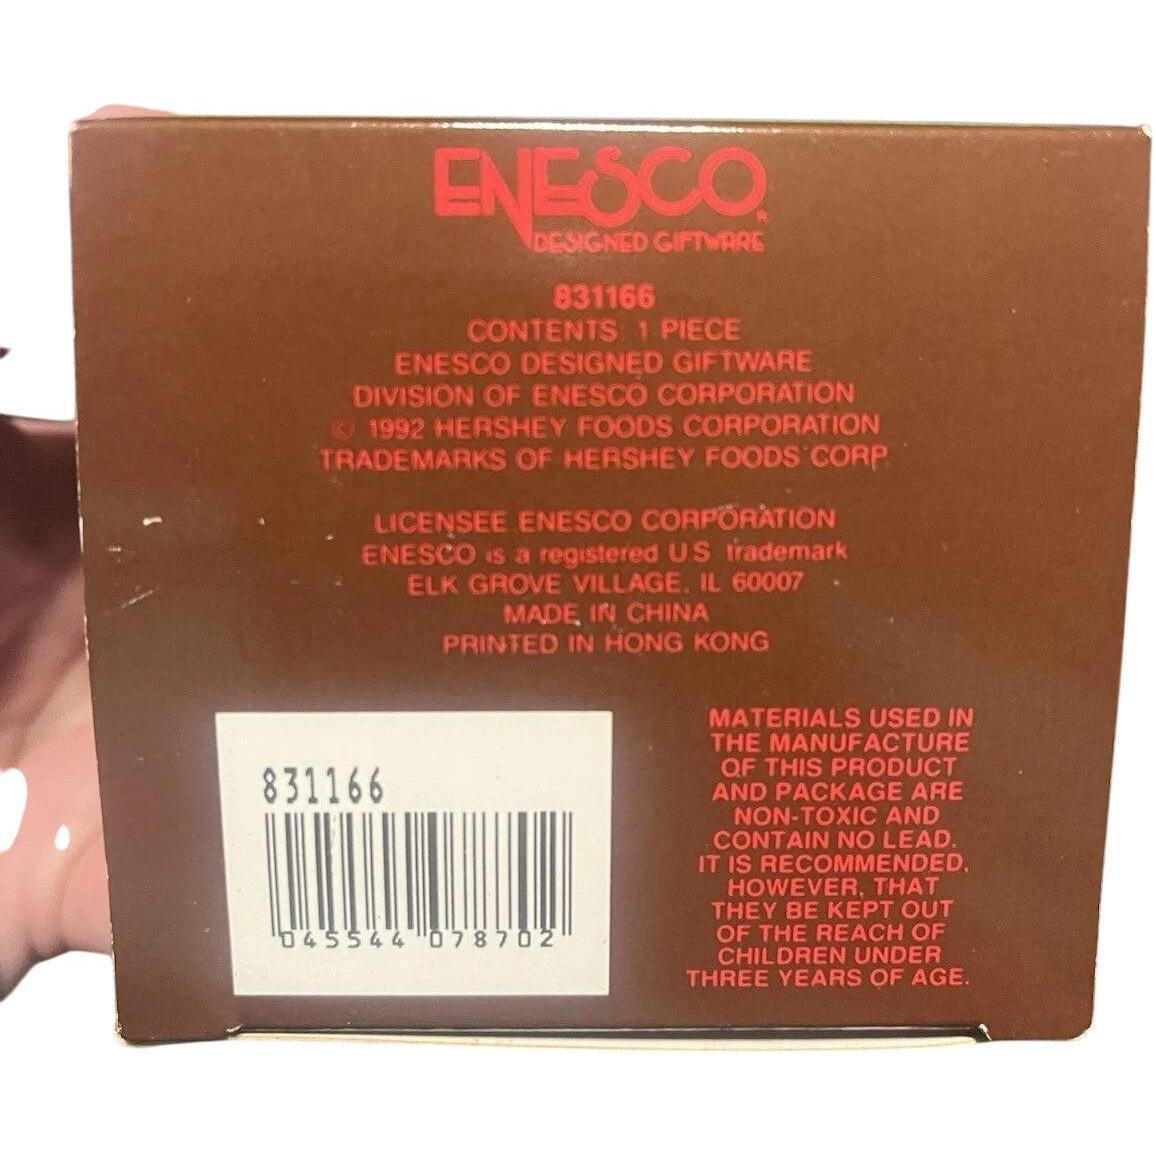 ENESCO®
DESIGNED GIFTWARE
831166
CONTENTS: 1 PIECE
ENESCO DESIGNED GIFTWARE
DIVISION OF ENESCO CORPORATION
© 1992 HERSHEY FOODS CORPORATION
TRADEMARKS OF HERSHEY FOODS CORP.
LICENSEE ENESCO CORPORATION
ENESCO is a registered U S trademark
ELK GROVE VILLAGE, IL 60007
MADE IN CHINA
PRINTED IN HONG KONG
831166
045544 078702
MATERIALS USED IN
THE MANUFACTURE
OF THIS PRODUCT
AND PACKAGE ARE
NON-TOXIC AND
CONTAIN NO LEAD.
IT IS RECOMMENDED,
HOWEVER, THAT
THEY BE KEPT OUT
OF THE REACH OF
CHILDREN UNDER
THREE YEARS OF AGE.